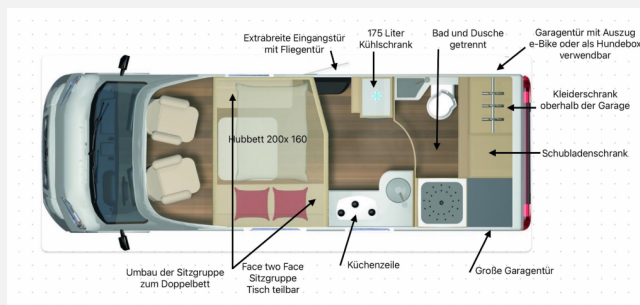 Extrabreite Eingangstür
mit Fliegentür
175 Liter
Kühlschrank
Bad und Dusche
getrennt
Garagentür mit Auszug
e-Bike oder als Hundebox
verwendbar
Kleiderschrank
oberhalb der Garage
Hubbett 200x 160
Schubladenschrank
Umbau der Sitzgruppe
zum Doppelbett
Face two Face
Sitzgruppe
Tisch teilbar
Küchenzeile
Große Garagentür